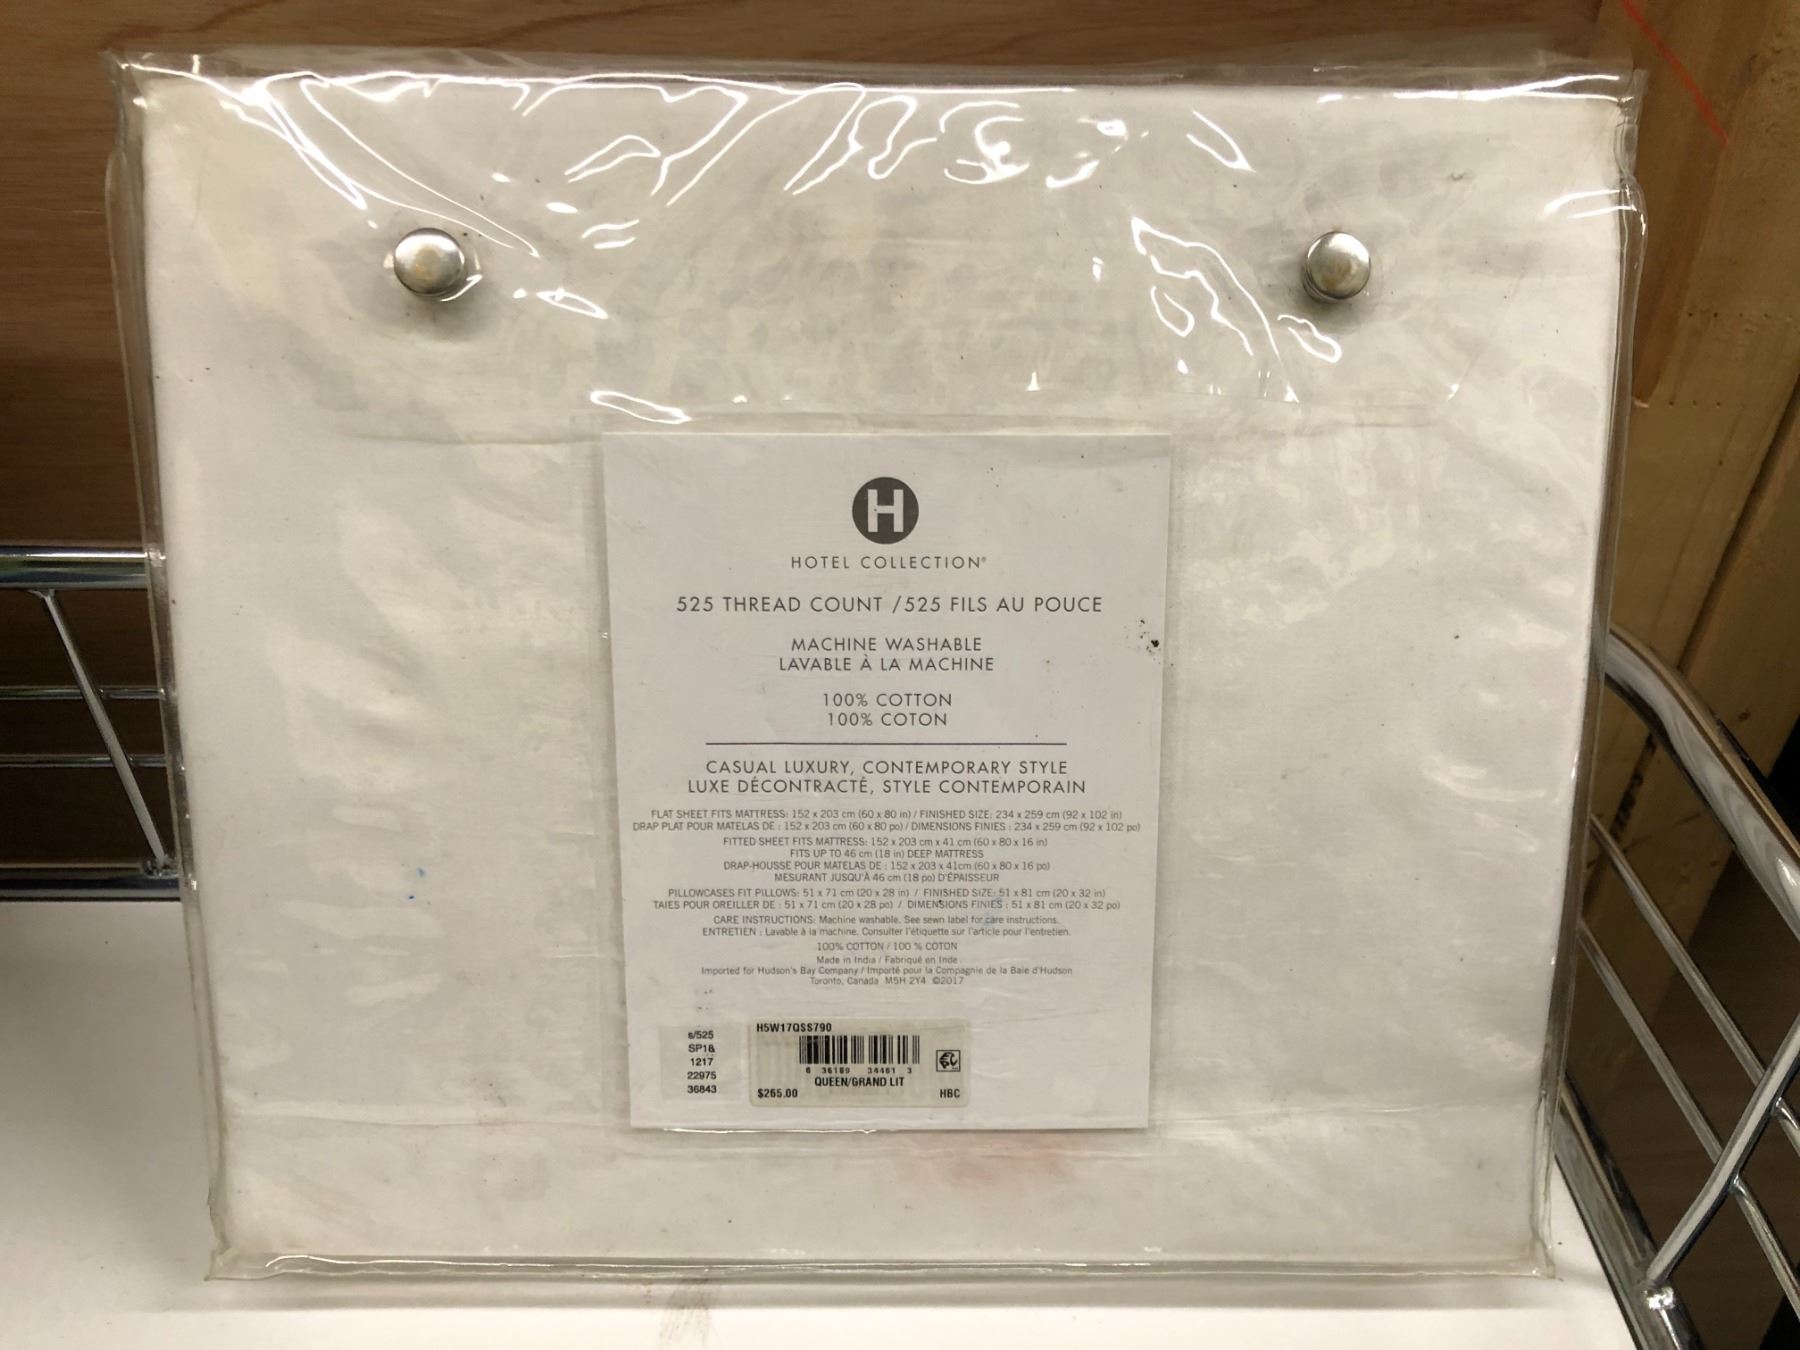 H
HOTEL COLLECTION®
525 THREAD COUNT /525 FILS AU POUCE
MACHINE WASHABLE
LAVABLE À LA MACHINE
100% COTTON
100% COTON
CASUAL LUXURY, CONTEMPORARY STYLE
LUXE DÉCONTRACTÉ, STYLE CONTEMPORAIN
FLAT SHEET FITS MATTRESS: 152 x 203 cm (60 x 80 in) / FINISHED SIZE: 234 x 259 cm (92 x 102 in)
DRAP PLAT POUR MATELAS DE : 152 x 203 cm (60 x 80 po) / DIMENSIONS FINIES : 234 x 259 cm (92 x 102 po)
FITTED SHEET FITS MATTRESS: 152 x 203 cm x 41 cm (60 x 80 x 16 in)
FITS UP TO 46 cm (18 in) DEEP MATTRESS
DRAP-HOUSSE POUR MATELAS DE : 152 x 203 x 41cm (60 x 80 x 16 po)
MESURANT JUSQU'À 46 cm (18 po) D'ÉPAISSEUR
PILLOWCASES FIT PILLOWS: 51 x 71 cm (20 x 28 in) / FINISHED SIZE: 51 x 81 cm (20 x 32 in)
TAIES POUR OREILLER DE : 51 x 71 cm (20 x 28 po) / DIMENSIONS FINIES : 51 x 81 cm (20 x 32 po)
CARE INSTRUCTIONS: Machine washable. See sewn label for care instructions.
ENTRETIEN : Lavable à la machine. Consulter l'étiquette sur l'article pour l'entretien.
100% COTTON / 100 % COTON
Made in India / Fabriqué en Inde
Imported for Hudson's Bay Company / Importé pour la Compagnie de la Baie d'Hudson
Toronto, Canada M5H 2Y4 ©2017
s/525
SP18
1217
22975
36843
H5W17QSS790
6 36189 34461 3
QUEEN/GRAND LIT
$265.00 HBC